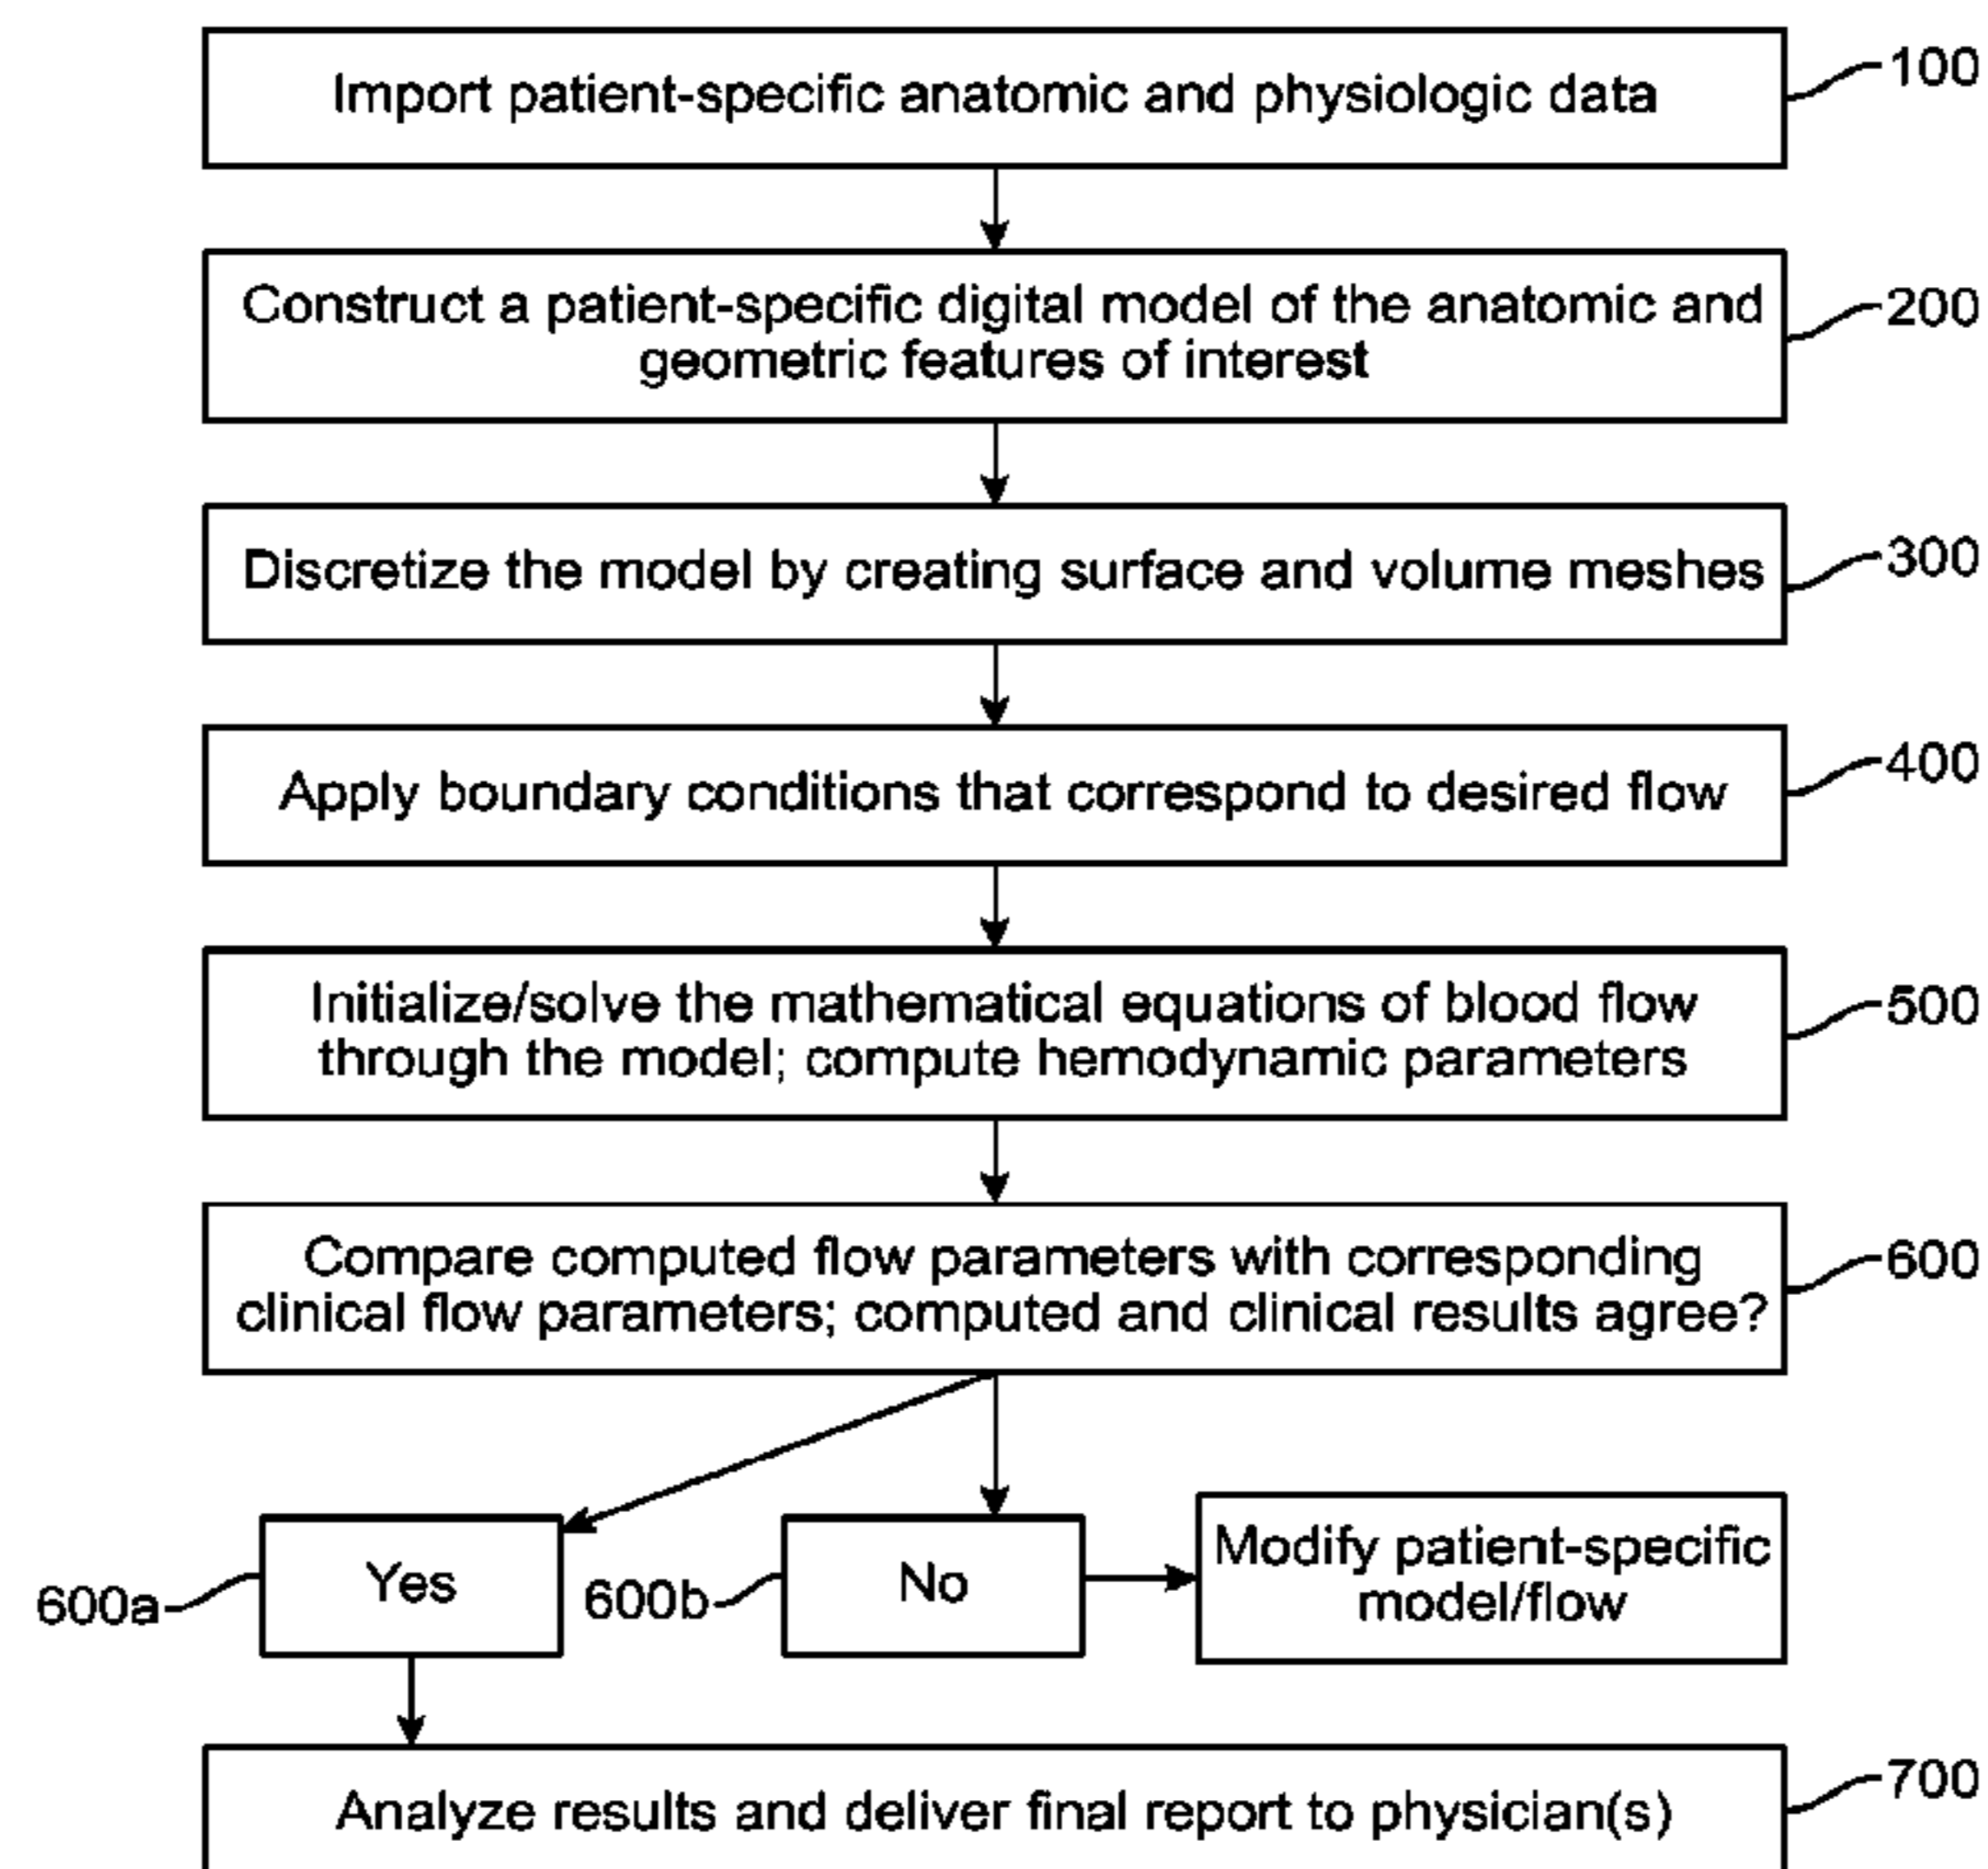 Import patient-specific anatomic and physiologic data
100
Construct a patient-specific digital model of the anatomic and
geometric features of interest
200
Discretize the model by creating surface and volume meshes
300
Apply boundary conditions that correspond to desired flow
400
Initialize/solve the mathematical equations of blood flow
through the model; compute hemodynamic parameters
500
Compare computed flow parameters with corresponding
clinical flow parameters; computed and clinical results agree?
600
600a
Yes
600b
No
Modify patient-specific
model/flow
Analyze results and deliver final report to physician(s)
700